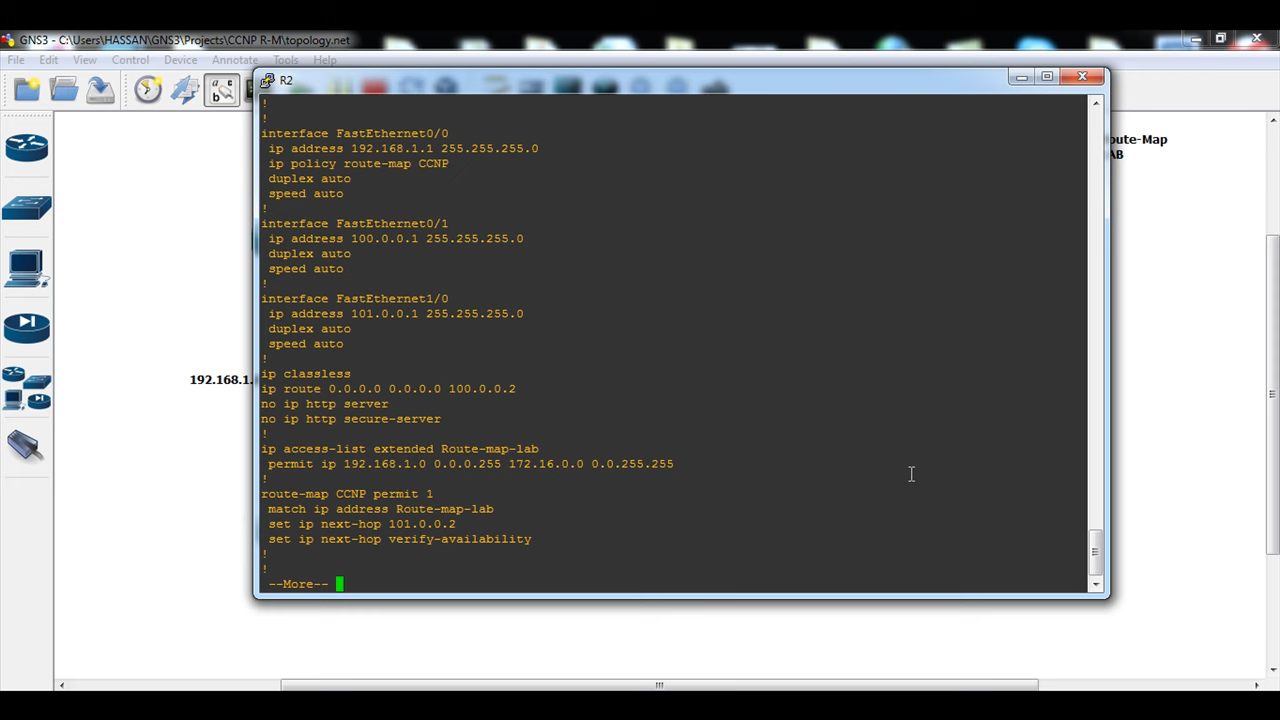 GNS3 - C:\Users\HASSAN\GNS3\Projects\CCNP R-M\topology.net
File Edit View Control Device Annotate Tools Help
R2
!
!
interface FastEthernet0/0
 ip address 192.168.1.1 255.255.255.0
 ip policy route-map CCNP
 duplex auto
 speed auto
!
interface FastEthernet0/1
 ip address 100.0.0.1 255.255.255.0
 duplex auto
 speed auto
!
interface FastEthernet1/0
 ip address 101.0.0.1 255.255.255.0
 duplex auto
 speed auto
!
ip classless
ip route 0.0.0.0 0.0.0.0 100.0.0.2
no ip http server
no ip http secure-server
!
ip access-list extended Route-map-lab
 permit ip 192.168.1.0 0.0.0.255 172.16.0.0 0.0.255.255
!
route-map CCNP permit 1
 match ip address Route-map-lab
 set ip next-hop 101.0.0.2
 set ip next-hop verify-availability
!
!
 --More--
192.168.1.
oute-Map
AB
a
b